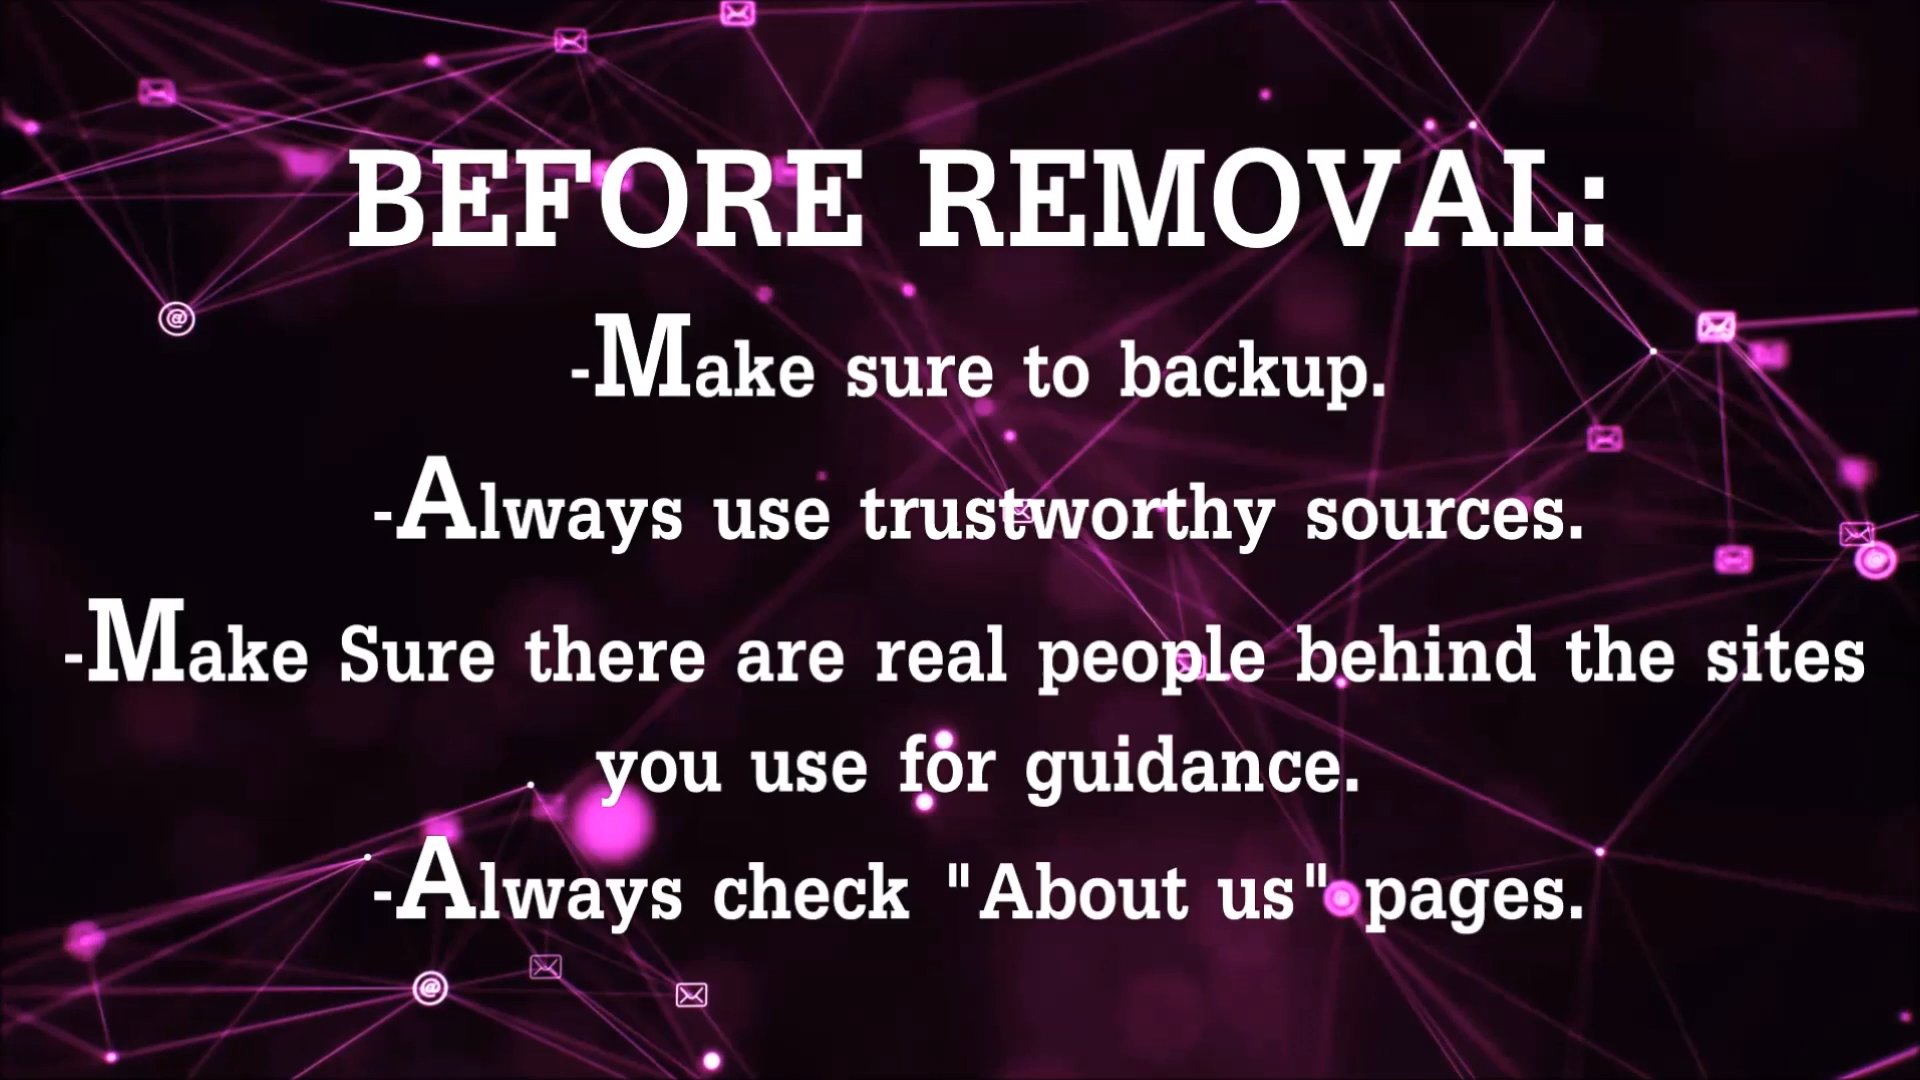 BEFORE REMOVAL:
-Make sure to backup.
-Always use trustworthy sources.
-Make Sure there are real people behind the sites
you use for guidance.
-Always check "About us" pages.